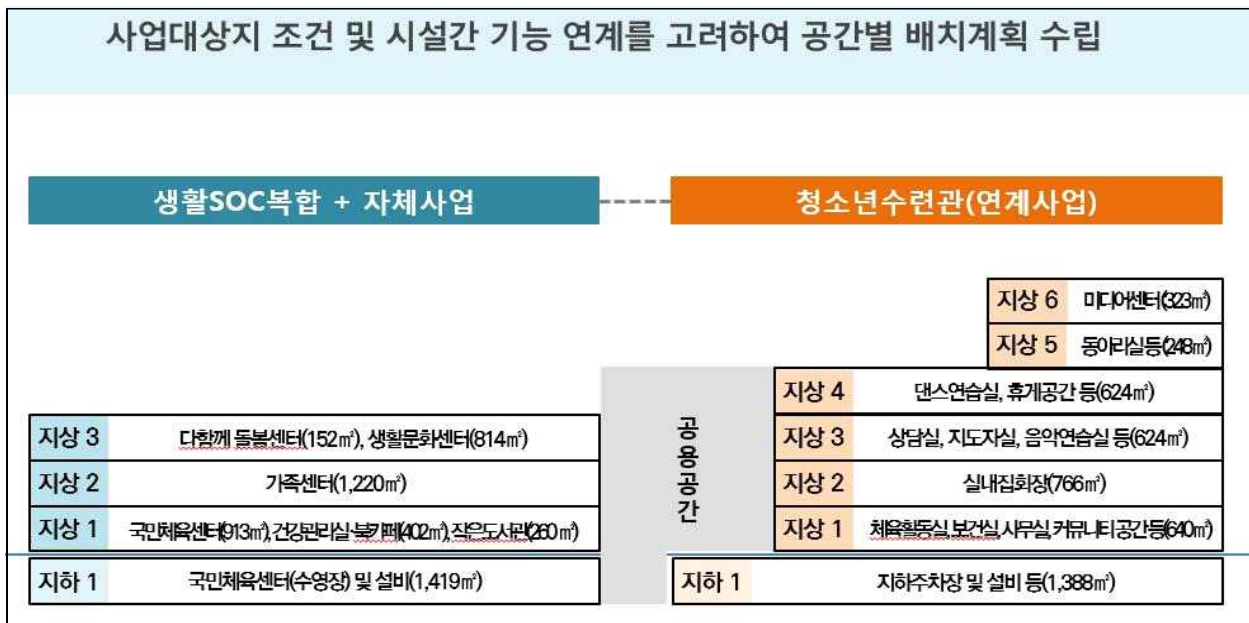 사업대상지 조건 및 시설간 기능 연계를 고려하여 공간별 배치계획 수립
생활SOC복합 + 자체사업
청소년수련관(연계사업)
지상 6 미디어센터(323㎡)
지상 5 동아리실등(248㎡)
지상 4 댄스연습실, 휴게공간 등(624㎡)
지상 3 다함께 돌봄센터(152㎡), 생활문화센터(814㎡)
지상 3 상담실, 지도자실, 음악연습실 등(624㎡)
지상 2 가족센터(1,220㎡)
지상 2 실내집회장(766㎡)
지상 1 국민체육센터(913㎡), 건강관리실·북카페(402㎡), 작은도서관(260㎡)
지상 1 체육활동실, 보건실, 사무실, 커뮤니티 공간등(640㎡)
지하 1 국민체육센터(수영장) 및 설비(1,419㎡)
지하 1 지하주차장 및 설비 등(1,388㎡)
공용공간